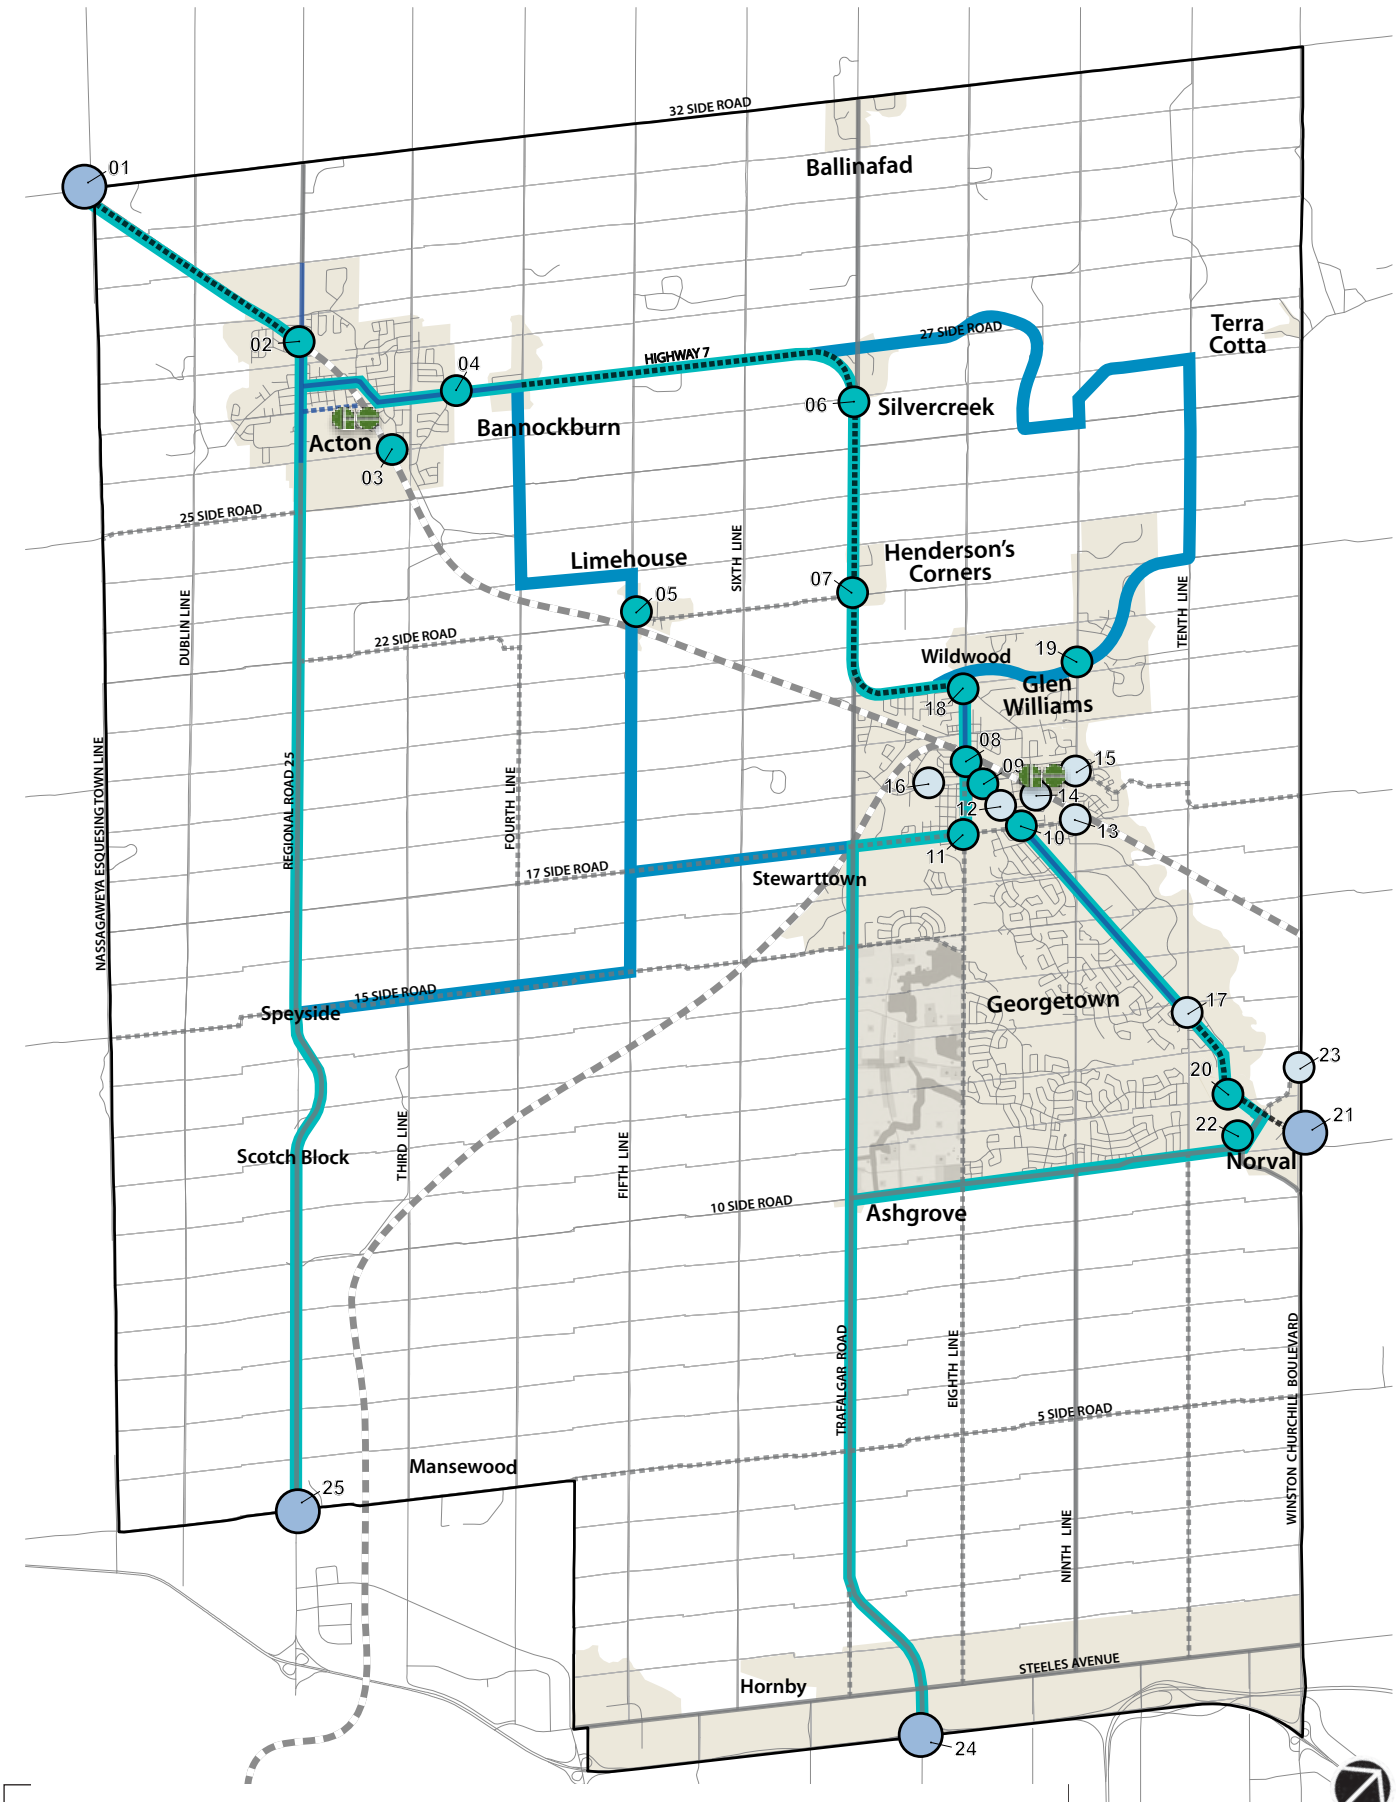 32 SIDE ROAD
Ballinafad
01
Terra
Cotta
27 SIDE ROAD
02
HIGHWAY 7
04
06
Silvercreek
Bannockburn
Acton
03
25 SIDE ROAD
SIXTH LINE
Henderson's
Corners
Limehouse
07
05
TENTH LINE
DUBLIN LINE
22 SIDE ROAD
Wildwood
19
Glen
Williams
18
08
09
15
16
14
12
13
10
11
NASSAGAWEYA ESQUESINGTOWN LINE
REGIONAL ROAD 25
FOURTH LINE
17 SIDE ROAD
Stewarttown
15 SIDE ROAD
Georgetown
17
Speyside
23
20
21
22
THIRD LINE
Scotch Block
FIFTH LINE
Norval
10 SIDE ROAD
Ashgrove
TRAFALGAR ROAD
EIGHTH LINE
WINSTON CHURCHILL BOULEVARD
5 SIDE ROAD
Mansewood
25
NINTH LINE
STEELES AVENUE
Hornby
24